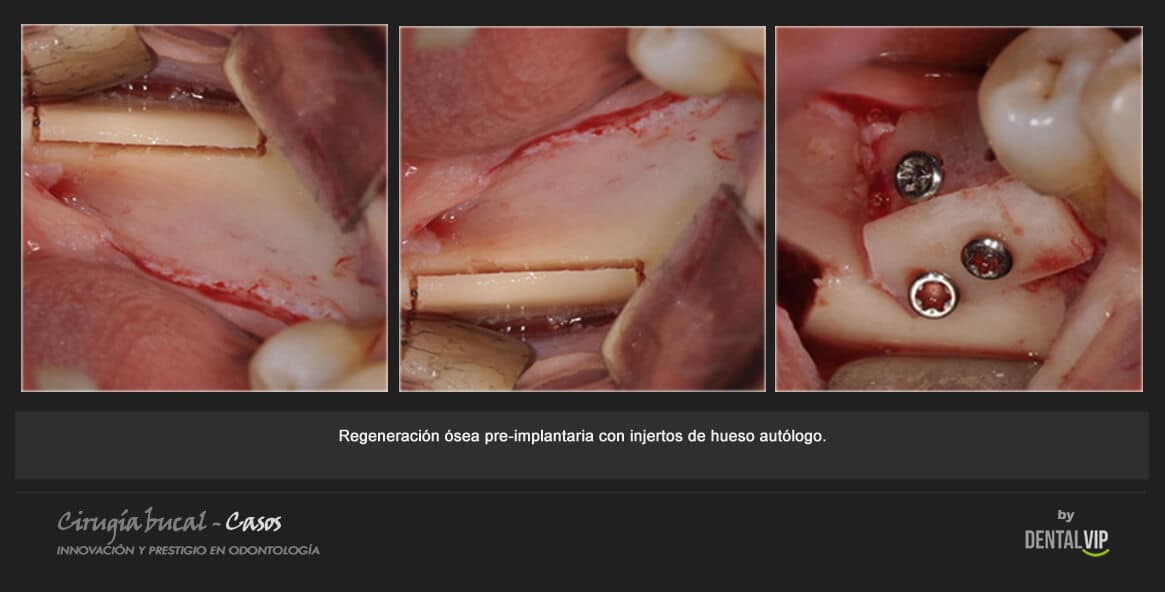 Regeneración ósea pre-implantaria con injertos de hueso autólogo.
Cirugía bucal - Casos
INNOVACIÓN Y PRESTIGIO EN ODONTOLOGÍA
by
DENTALVIP